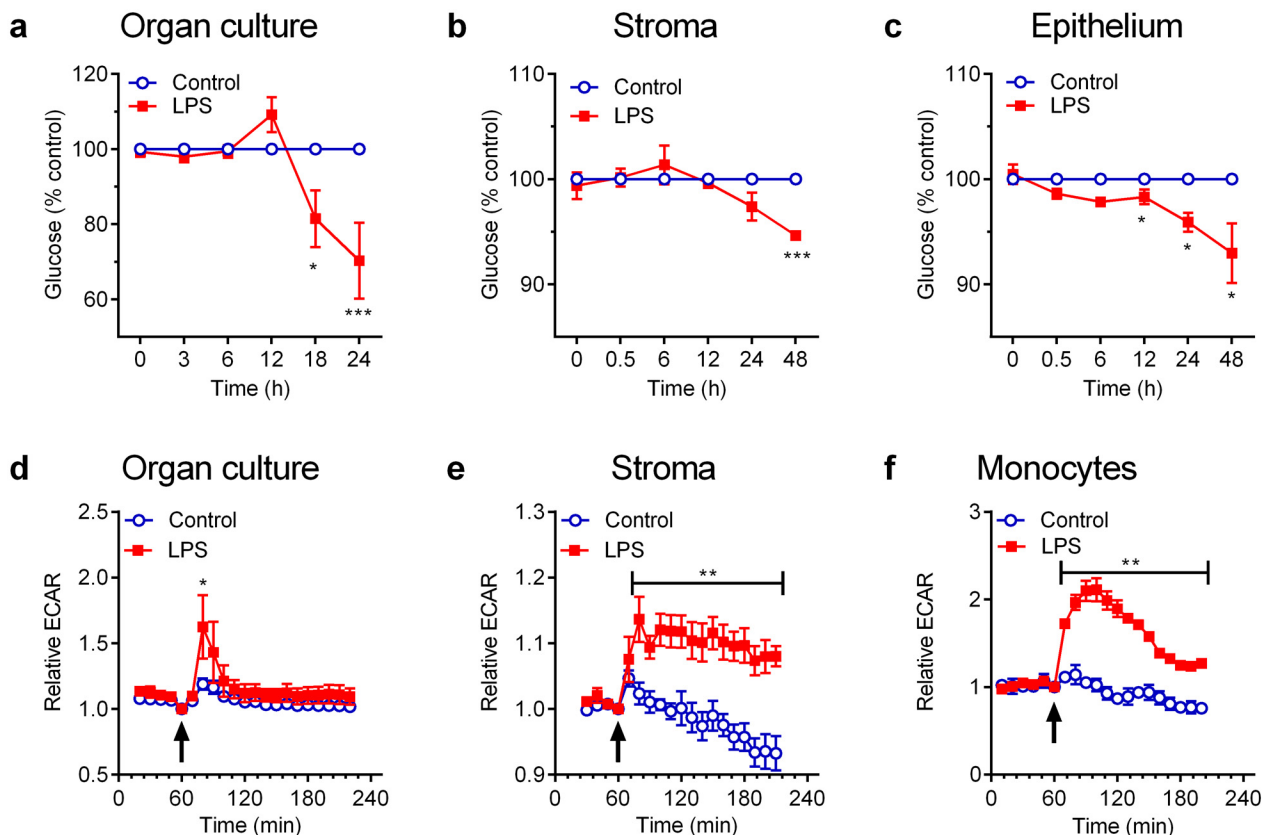 a Organ culture
Control
LPS
Glucose (% control)
120
100
80
60
*
***
0 3 6 12 18 24
Time (h)
b Stroma
Control
LPS
Glucose (% control)
110
100
90
***
0 0.5 6 12 24 48
Time (h)
c Epithelium
Control
LPS
Glucose (% control)
110
100
90
*
*
*
0 0.5 6 12 24 48
Time (h)
d Organ culture
Control
LPS
Relative ECAR
2.5
2.0
1.5
1.0
0.5
*
0 60 120 180 240
Time (min)
e Stroma
Control
LPS
Relative ECAR
1.3
1.2
1.1
1.0
0.9
**
0 60 120 180 240
Time (min)
f Monocytes
Control
LPS
Relative ECAR
3
2
1
0
**
0 60 120 180 240
Time (min)